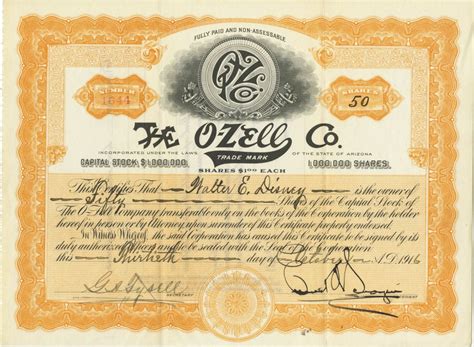 FULLY PAID AND NON-ASSESSABLE
OZ Co.
NUMBER
1644
SHARES
50
THE O-ZELL Co
TRADE MARK
INCORPORATED UNDER THE LAWS OF THE STATE OF ARIZONA
CAPITAL STOCK $1,000,000. 1,000,000 SHARES.
SHARES $1.00 EACH
This Certifies That Walter E. Disney is the owner of
Fifty Shares of the Capital Stock of
The O-Zell Company transferable only on the books of the Corporation by the holder
hereof in person or by Attorney upon surrender of this Certificate properly endorsed.
In Witness Whereof, the said Corporation has caused this Certificate to be signed by its
duly authorized officers and to be sealed with the Seal of the Corporation
this Thirtieth day of October A.D. 1916
SECRETARY